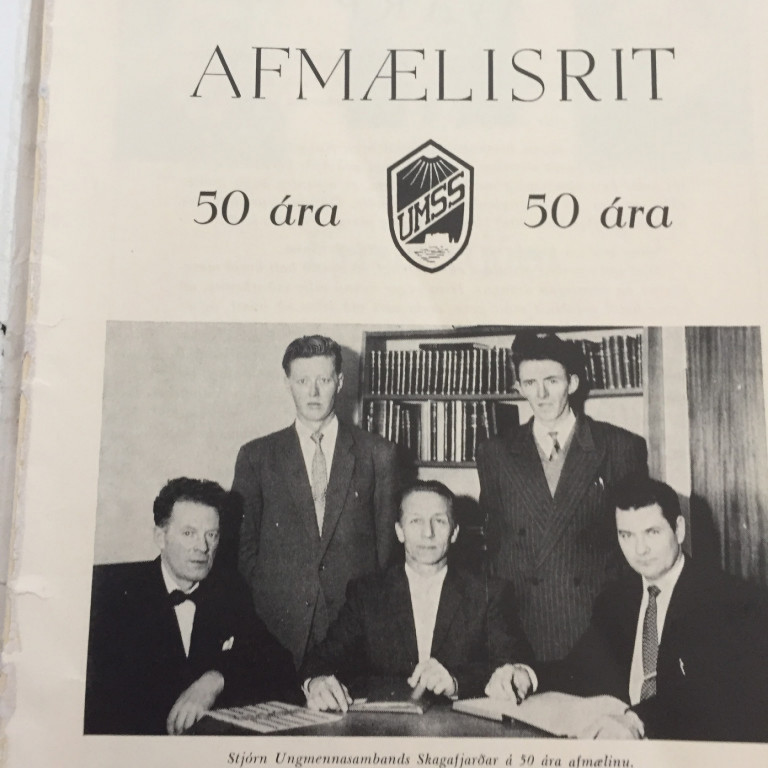 AFMÆLISRIT
50 ára UMSS 50 ára
Stjórn Ungmennasambands Skagafjarðar á 50 ára afmælinu.